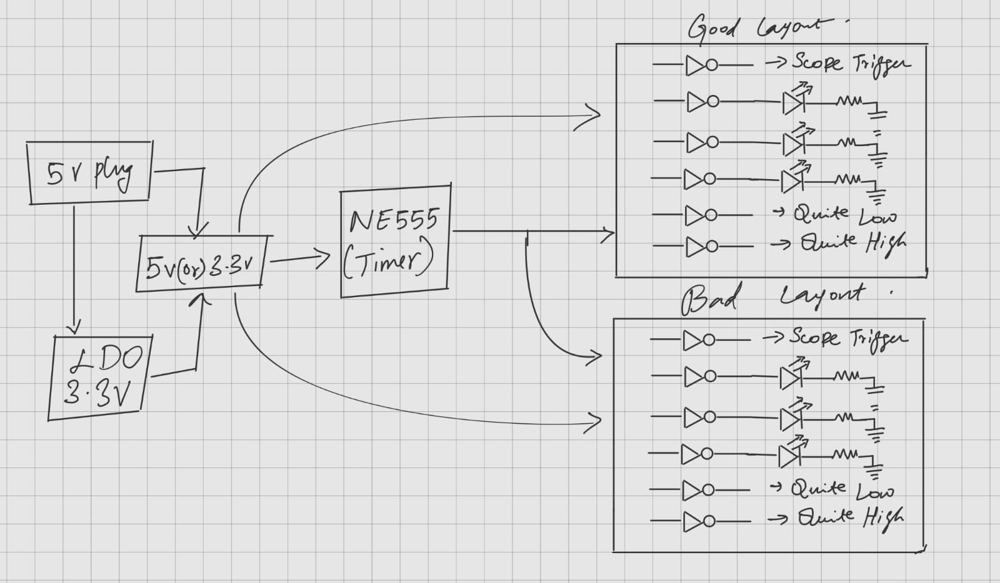 Good Layout.
→ Scope Trigger
→ Quite Low
→ Quite High
5V plug
5V(or)3.3V
LDO
3.3V
NE555
(Timer)
Bad Layout.
→ Scope Trigger
→ Quite Low
→ Quite High